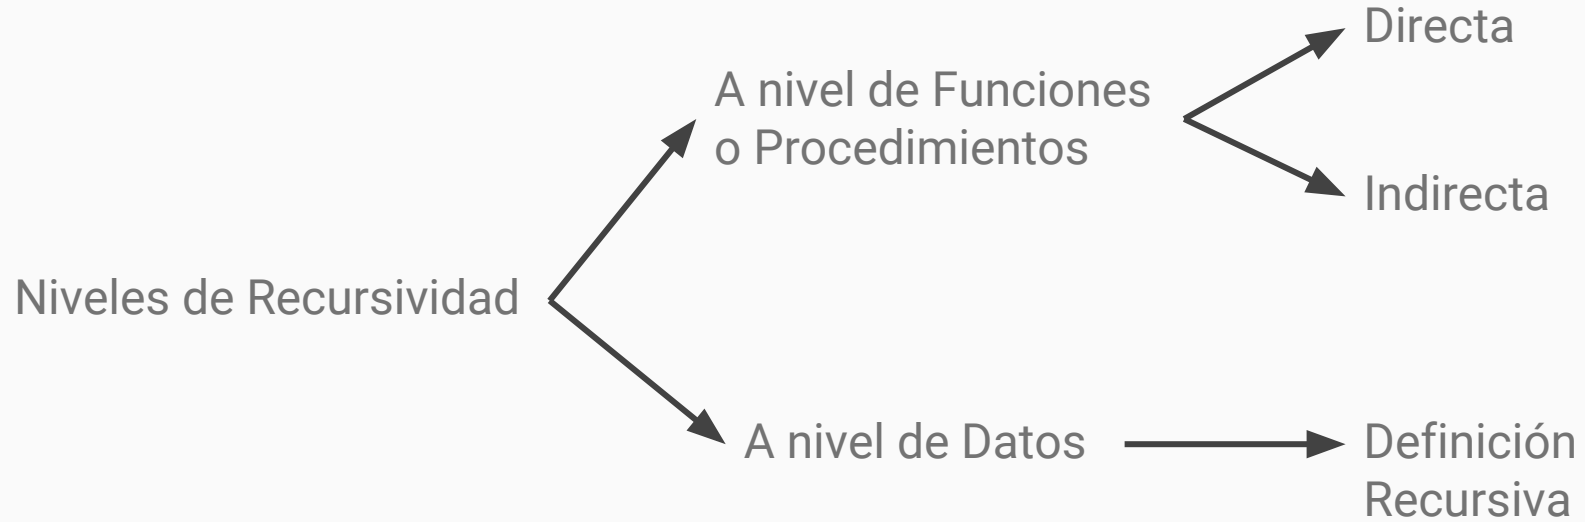 Directa
A nivel de Funciones
o Procedimientos
Indirecta
Niveles de Recursividad
A nivel de Datos
Definición
Recursiva